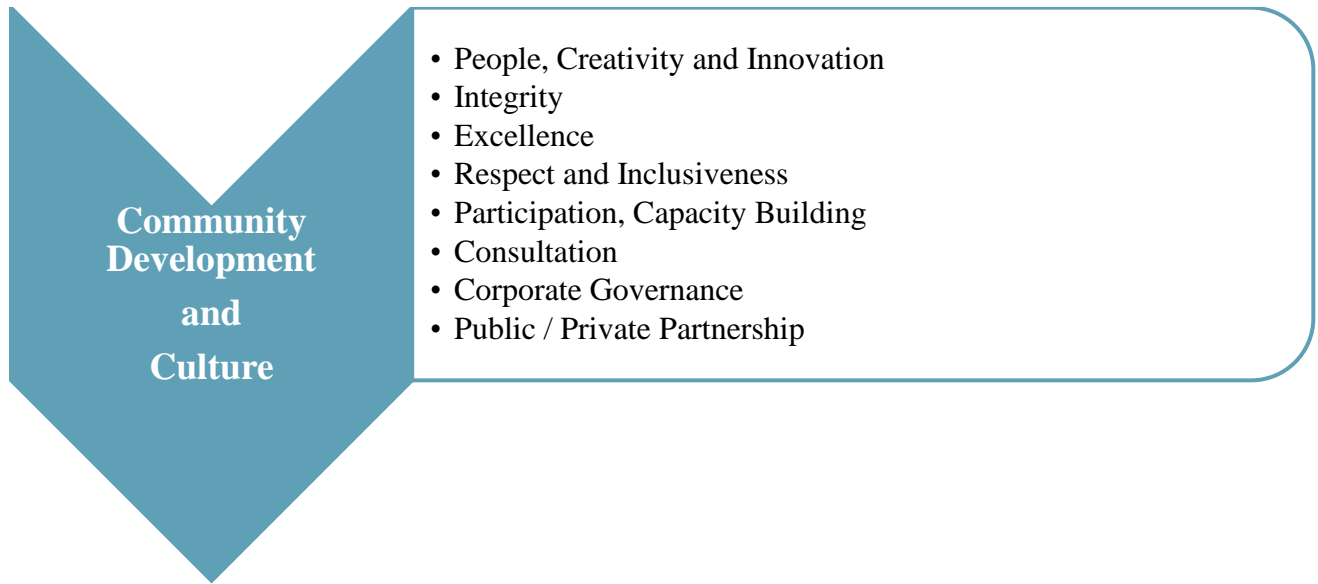 Community
Development
and
Culture
• People, Creativity and Innovation
• Integrity
• Excellence
• Respect and Inclusiveness
• Participation, Capacity Building
• Consultation
• Corporate Governance
• Public / Private Partnership